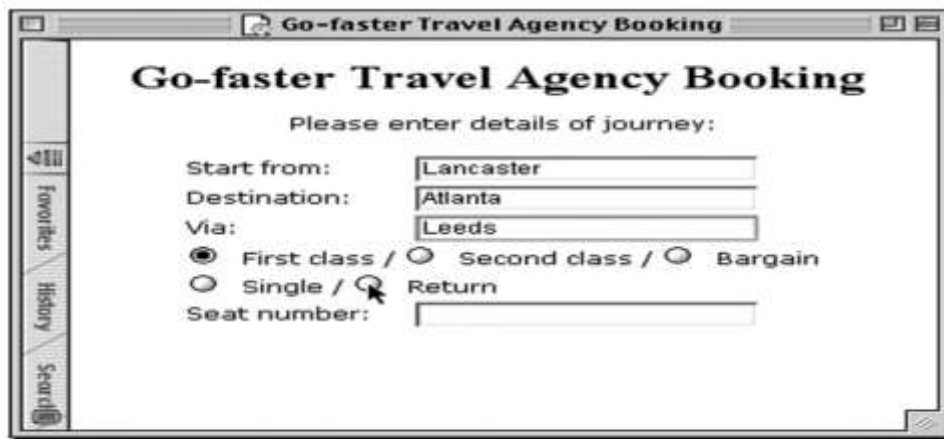 Go-faster Travel Agency Booking
Go-faster Travel Agency Booking
Please enter details of journey:
Start from: Lancaster
Destination: Atlanta
Via: Leeds
First class / Second class / Bargain
Single / Return
Seat number:
Favorites
History
Search